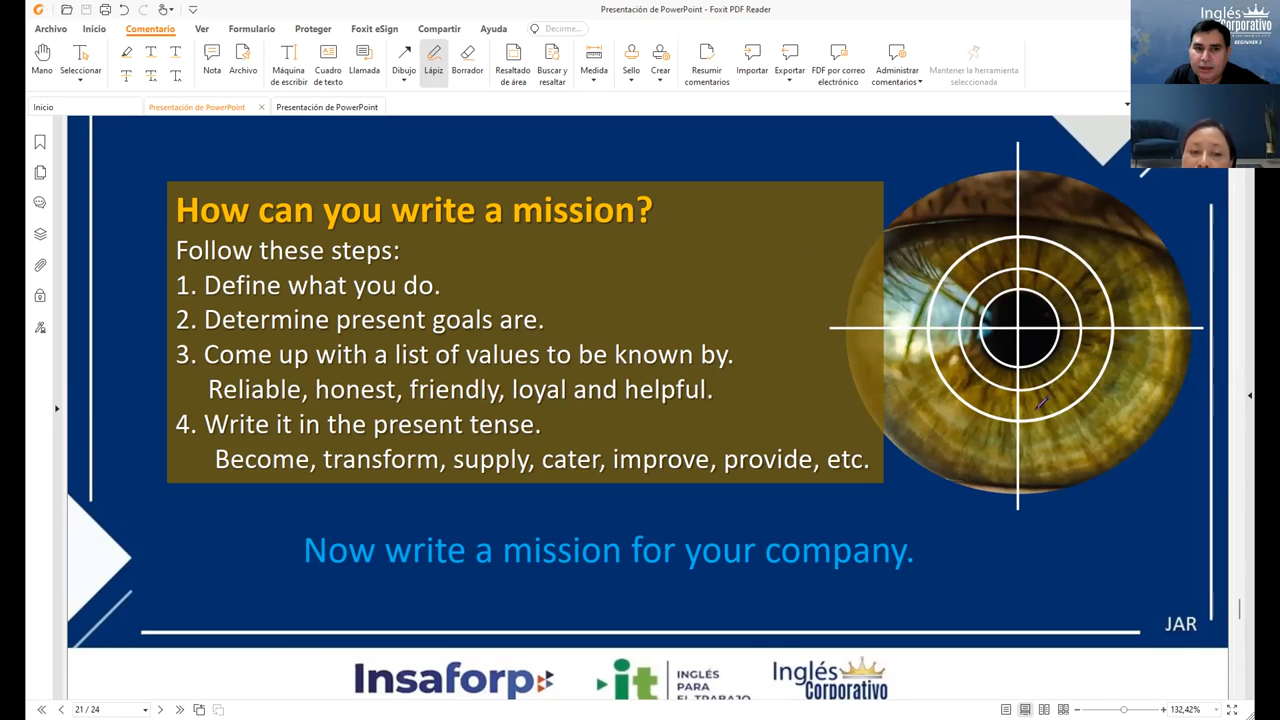 Presentación de PowerPoint - Foxit PDF Reader
Archivo Inicio Comentario Ver Formulario Proteger Foxit eSign Compartir Ayuda Decirme...
Mano
Seleccionar
Nota
Archivo
Máquina de escribir
Cuadro de texto
Llamada
Dibujo
Lápiz
Borrador
Resaltado de área
Buscar y resaltar
Medida
Sello
Crear
Resumir comentarios
Importar
Exportar
PDF por correo electrónico
Administrar comentarios
Mantener la herramienta seleccionada
Inicio
Presentación de PowerPoint
Presentación de PowerPoint
Inglés
Corporativo
BEGINNER 2
How can you write a mission?
Follow these steps:
1. Define what you do.
2. Determine present goals are.
3. Come up with a list of values to be known by.
Reliable, honest, friendly, loyal and helpful.
4. Write it in the present tense.
Become, transform, supply, cater, improve, provide, etc.
Now write a mission for your company.
JAR
Insaforp
it
INGLÉS
PARA
EL TRABAJO
Inglés
Corporativo
21 / 24
132,42%